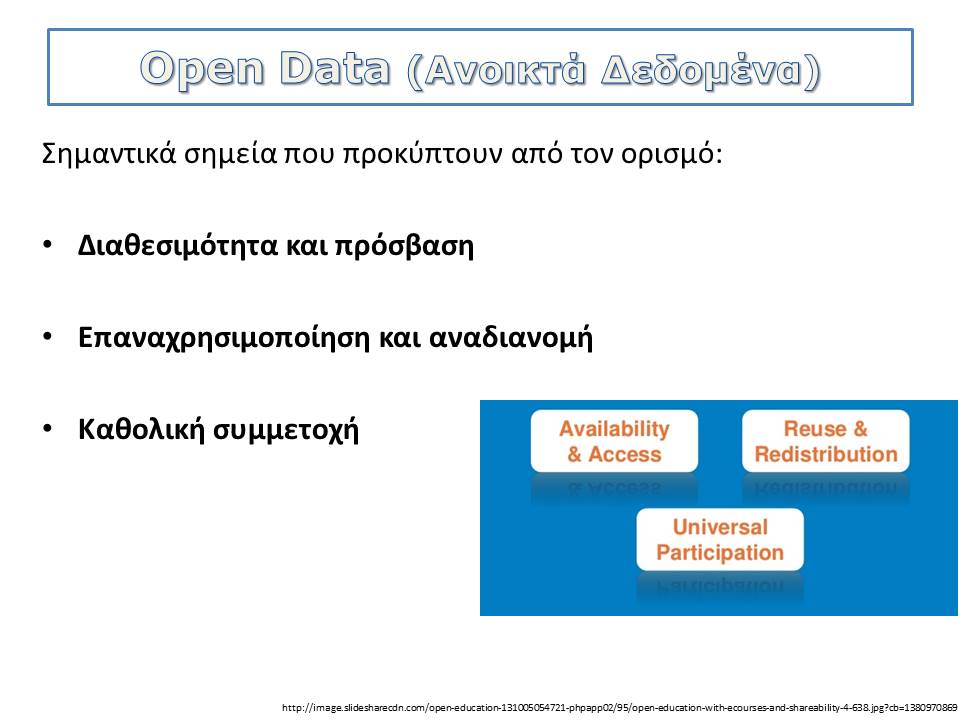 Open Data (Ανοικτά Δεδομένα)
Σημαντικά σημεία που προκύπτουν από τον ορισμό:
• Διαθεσιμότητα και πρόσβαση
• Επαναχρησιμοποίηση και αναδιανομή
• Καθολική συμμετοχή
Availability
& Access
Reuse &
Redistribution
Universal
Participation
http://image.slidesharecdn.com/open-education-131005054721-phpapp02/95/open-education-with-ecourses-and-shareability-4-638.jpg?cb=1380970869